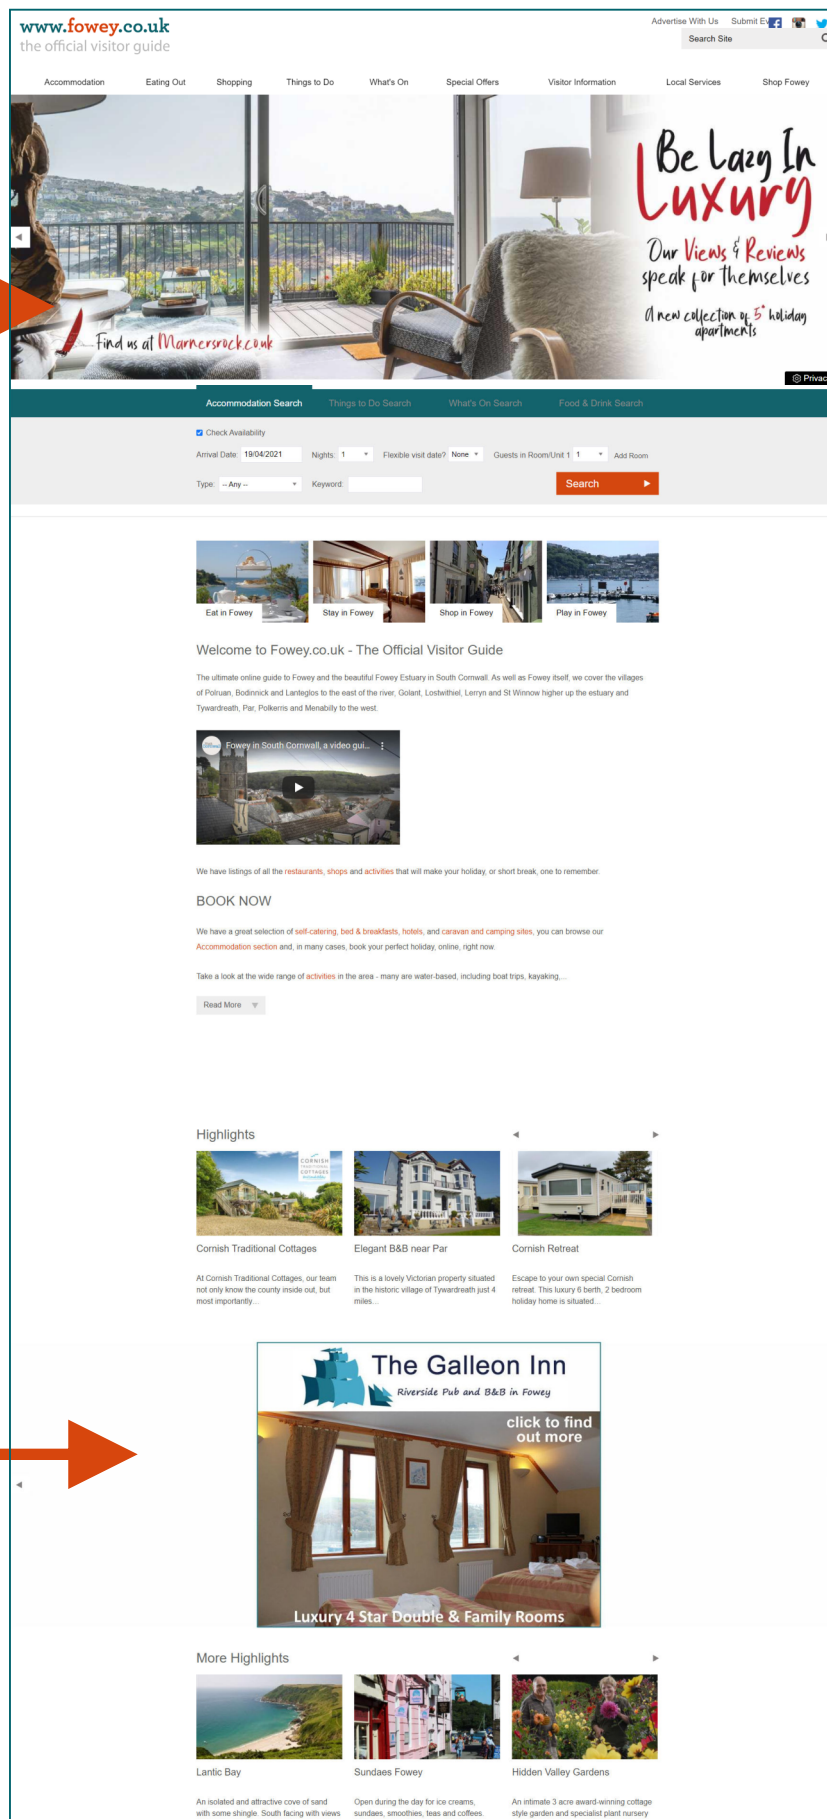 www.fowey.co.uk
the official visitor guide
Advertise With Us Submit
Search Site
Accommodation Eating Out Shopping Things to Do What's On Special Offers Visitor Information Local Services Shop Fowey
Be Lazy In
Luxury
Our Views & Reviews
speak for themselves
A new collection of 5* holiday
apartments
Find us at Marnersrock.co.uk
Accommodation Search Things to Do Search What's On Search Food & Drink Search
Check Availability
Arrival Date: 19/04/2021 Nights: 1 Flexible visit date? None Guests in Room/Unit 1 1 Add Room
Type: -- Any -- Keyword: Search
Eat in Fowey Stay in Fowey Shop in Fowey Play in Fowey
Welcome to Fowey.co.uk - The Official Visitor Guide
The ultimate online guide to Fowey and the beautiful Fowey Estuary in South Cornwall. As well as Fowey itself, we cover the villages
of Polruan, Bodinnick and Lanteglos to the east of the river, Golant, Lostwithiel, Lerryn and St Winnow higher up the estuary and
Tywardreath, Par, Polkerris and Menabilly to the west.
Fowey in South Cornwall, a video gui...
We have listings of all the restaurants, shops and activities that will make your holiday, or short break, one to remember.
BOOK NOW
We have a great selection of self-catering, bed & breakfasts, hotels, and caravan and camping sites, you can browse our
Accommodation section and, in many cases, book your perfect holiday, online, right now.
Take a look at the wide range of activities in the area - many are water-based, including boat trips, kayaking,...
Read More
Highlights
CORNISH
TRADITIONAL
COTTAGES
Cornish Traditional Cottages
At Cornish Traditional Cottages, our team
not only know the county inside out, but
most importantly...
Elegant B&B near Par
This is a lovely Victorian property situated
in the historic village of Tywardreath just 4
miles...
Cornish Retreat
Escape to your own special Cornish
retreat. This luxury 6 berth, 2 bedroom
holiday home is situated...
The Galleon Inn
Riverside Pub and B&B in Fowey
click to find
out more
Luxury 4 Star Double & Family Rooms
More Highlights
Lantic Bay
An isolated and attractive cove of sand
with some shingle. South facing with views
Sundaes Fowey
Open during the day for ice creams,
sundaes, smoothies, teas and coffees.
Hidden Valley Gardens
An intimate 3 acre award-winning cottage
style garden and specialist plant nursery